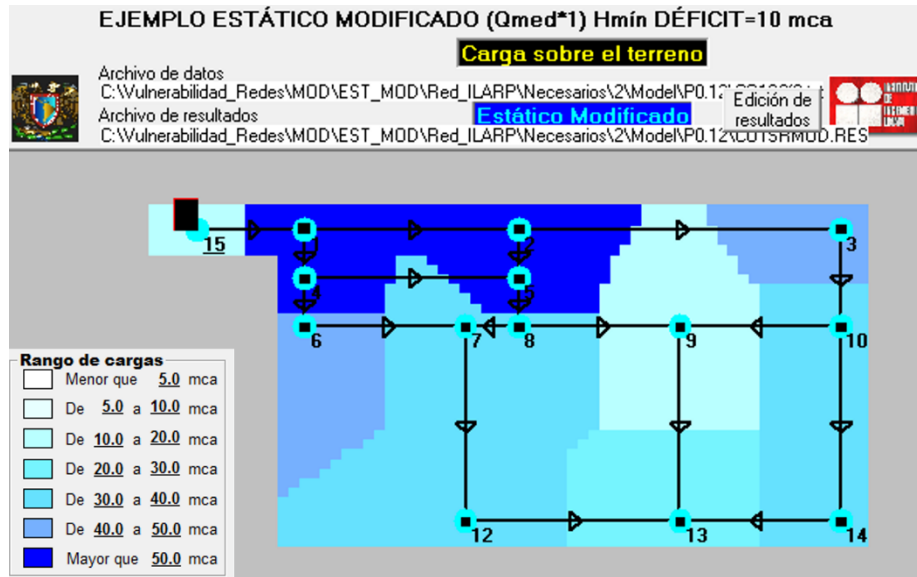 EJEMPLO ESTÁTICO MODIFICADO (Qmed*1) Hmín DÉFICIT=10 mca
Carga sobre el terreno
Archivo de datos
C:\Vulnerabilidad_Redes\MOD\EST_MOD\Red_ILARP\Necesarios\2\Model\P0.12\
Archivo de resultados
Estático Modificado
Edición de
resultados
C:\Vulnerabilidad_Redes\MOD\EST_MOD\Red_ILARP\Necesarios\2\Model\P0.12\
15
1
2
3
4
5
6
7
8
9
10
Rango de cargas
Menor que 5.0 mca
De 5.0 a 10.0 mca
De 10.0 a 20.0 mca
De 20.0 a 30.0 mca
De 30.0 a 40.0 mca
De 40.0 a 50.0 mca
Mayor que 50.0 mca
12
13
14